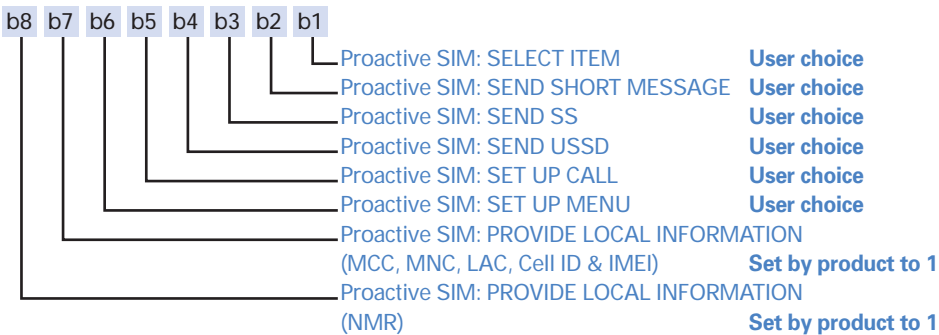 b8 b7 b6 b5 b4 b3 b2 b1
Proactive SIM: SELECT ITEM User choice
Proactive SIM: SEND SHORT MESSAGE User choice
Proactive SIM: SEND SS User choice
Proactive SIM: SEND USSD User choice
Proactive SIM: SET UP CALL User choice
Proactive SIM: SET UP MENU User choice
Proactive SIM: PROVIDE LOCAL INFORMATION
(MCC, MNC, LAC, Cell ID & IMEI) Set by product to 1
Proactive SIM: PROVIDE LOCAL INFORMATION
(NMR) Set by product to 1